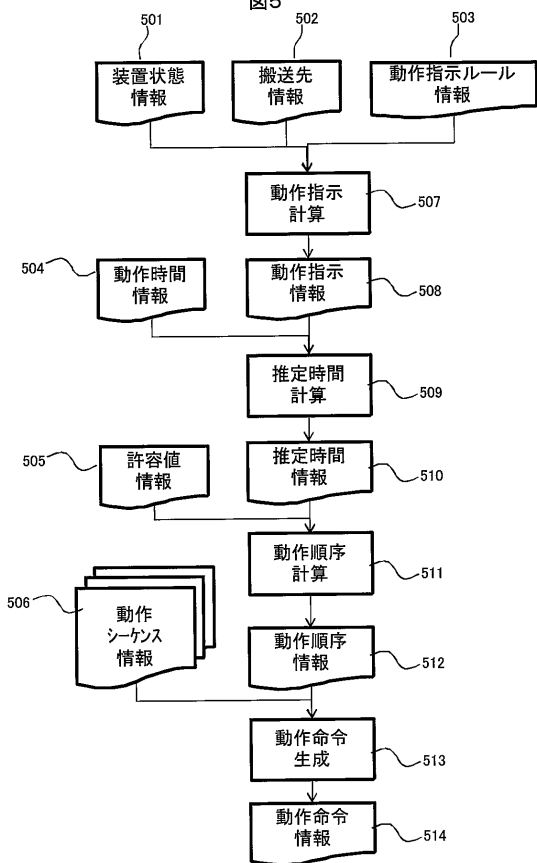 図5
501
502
503
装置状態
情報
搬送先
情報
動作指示ルール
情報
動作指示
計算
507
504
動作時間
情報
動作指示
情報
508
推定時間
計算
509
505
許容値
情報
推定時間
情報
510
動作順序
計算
511
506
動作
シーケンス
情報
動作順序
情報
512
動作命令
生成
513
動作命令
情報
514